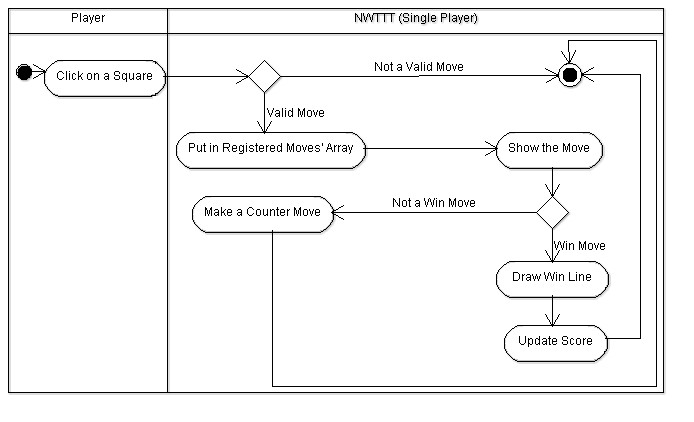 Player
NWTTT (Single Player)
Click on a Square
Not a Valid Move
Valid Move
Put in Registered Moves' Array
Show the Move
Make a Counter Move
Not a Win Move
Win Move
Draw Win Line
Update Score